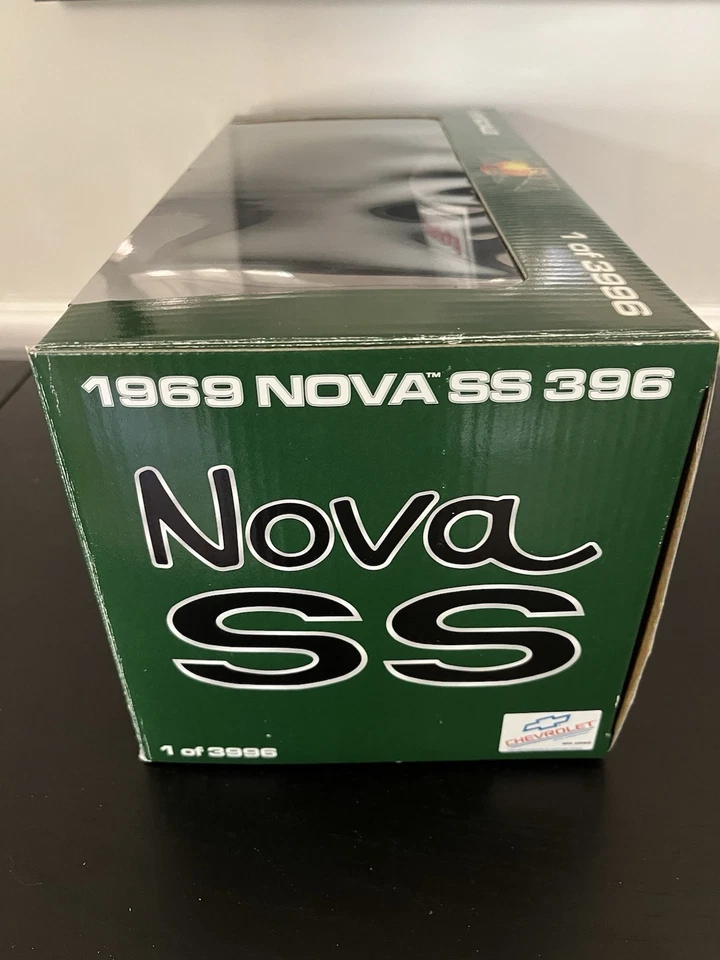 1 of 3996
1969 NOVA™ SS 396
Nova
SS
1 of 3996
CHEVROLET